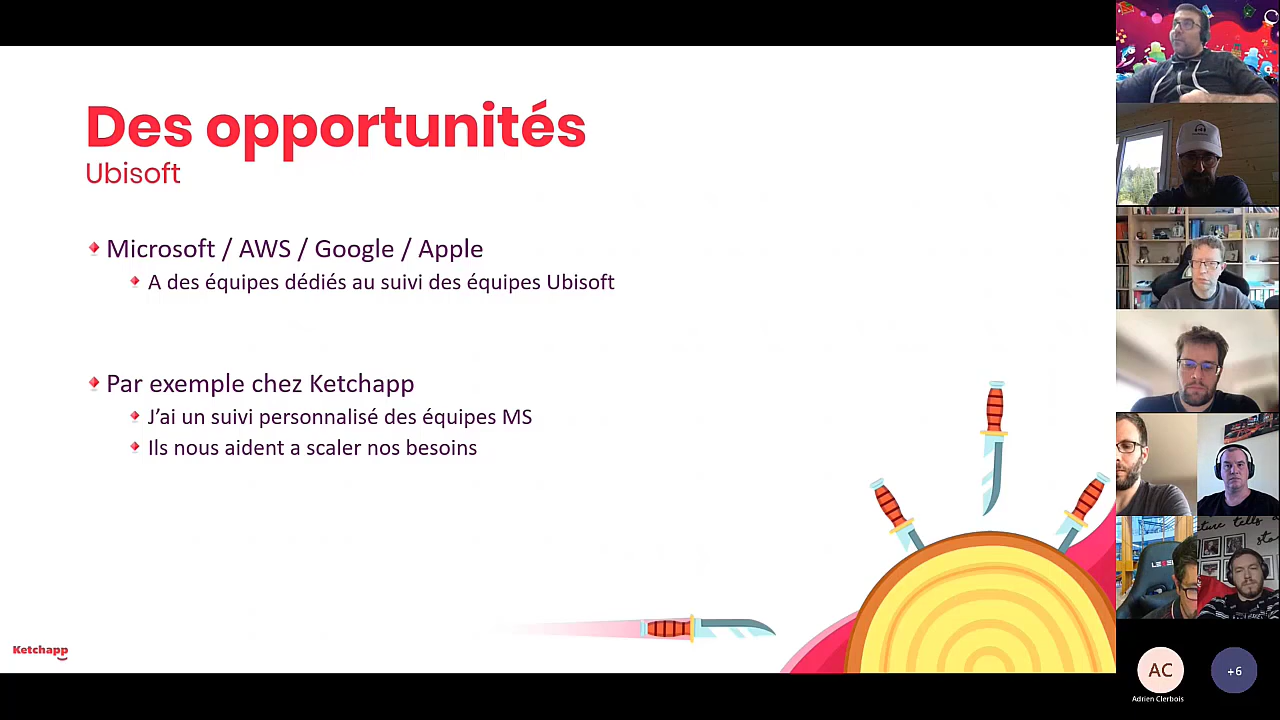 Des opportunités
Ubisoft
Microsoft / AWS / Google / Apple
A des équipes dédiés au suivi des équipes Ubisoft
Par exemple chez Ketchapp
J'ai un suivi personnalisé des équipes MS
Ils nous aident a scaler nos besoins
Ketchapp
AC
+6
Adrien Clerbois